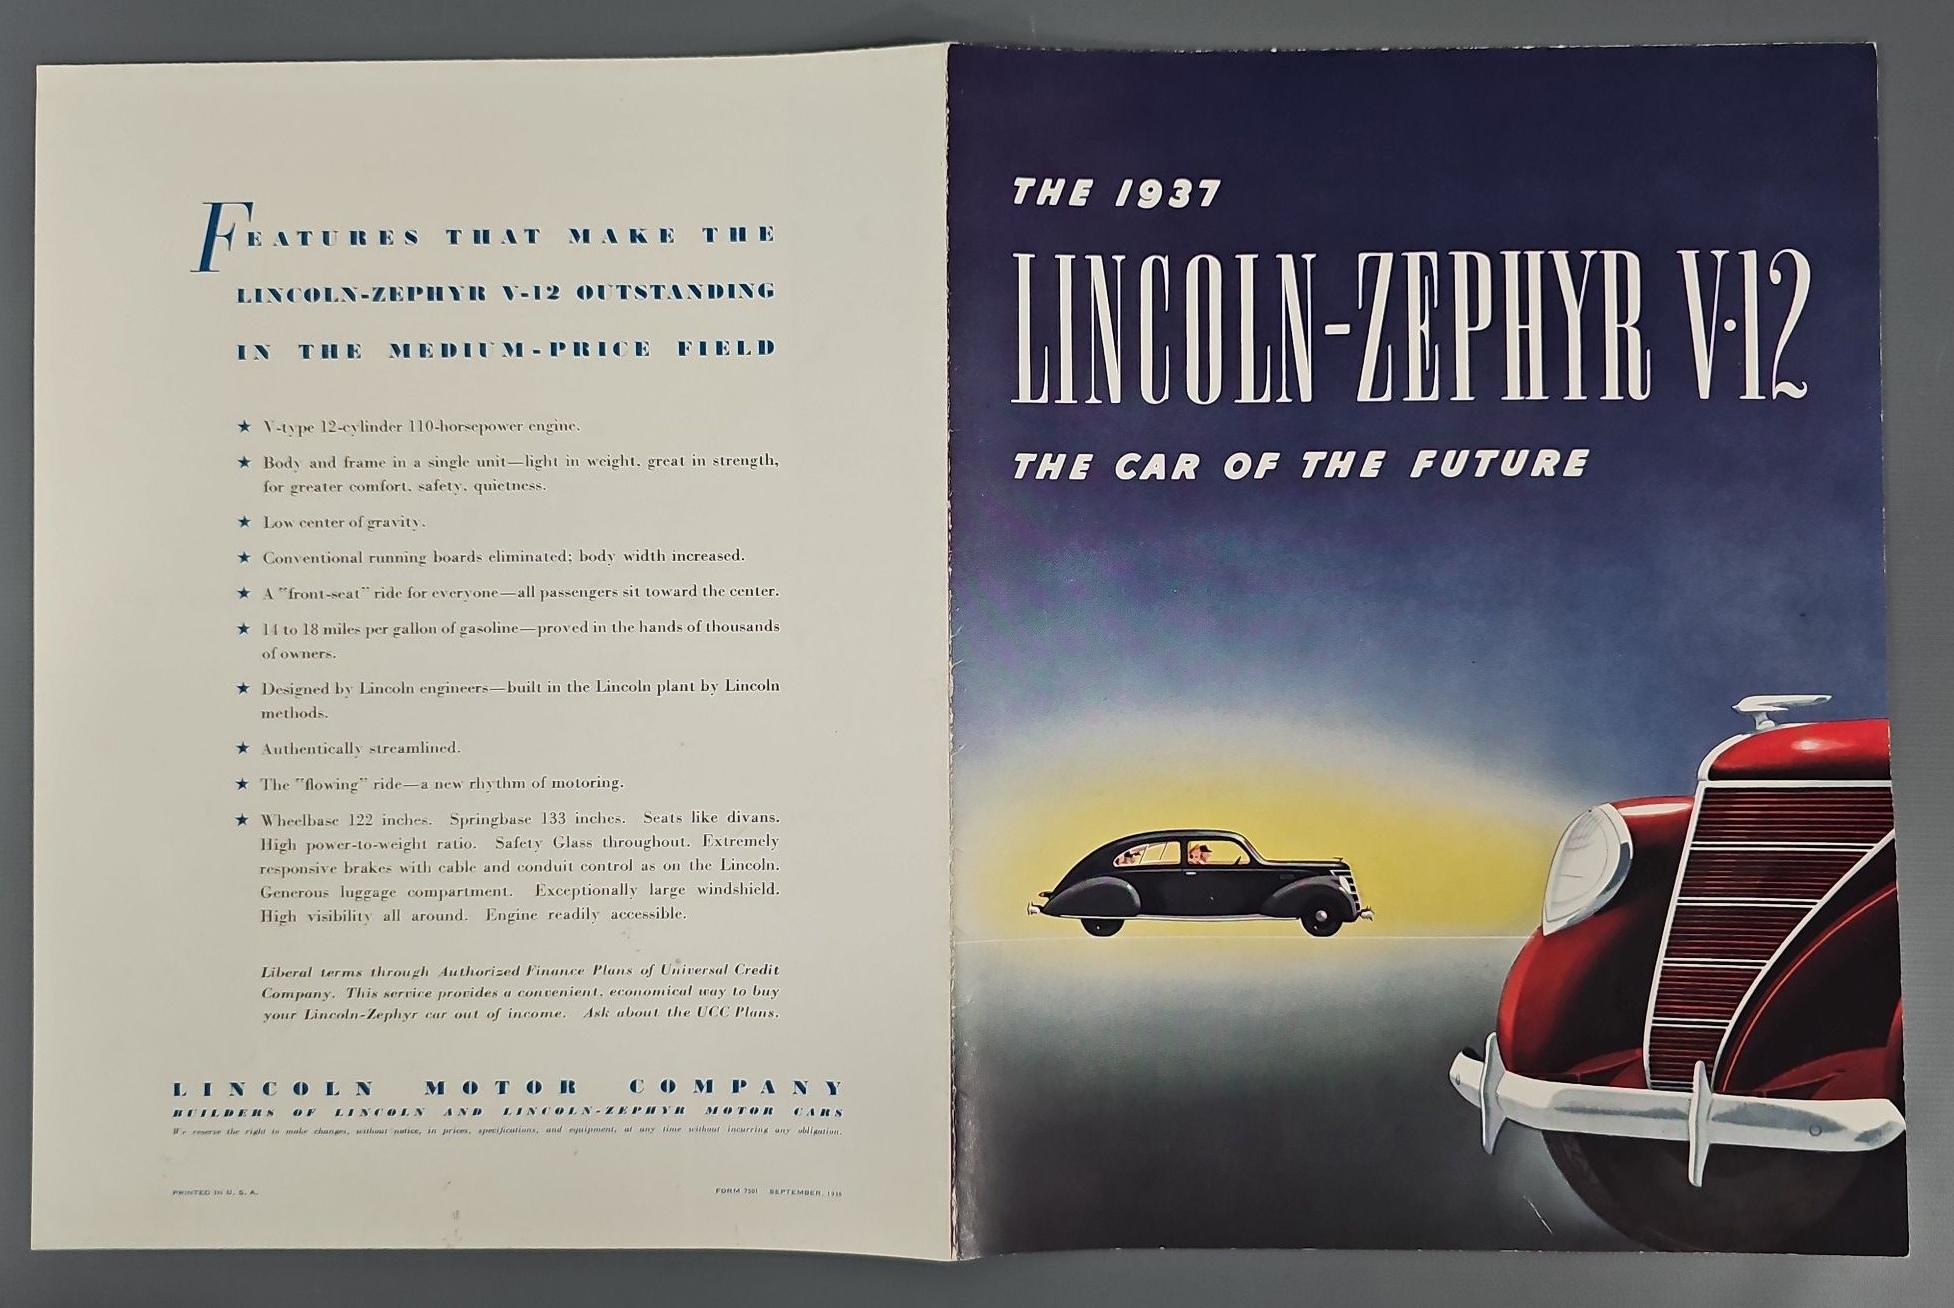 FEATURES THAT MAKE THE
LINCOLN-ZEPHYR V-12 OUTSTANDING
IN THE MEDIUM-PRICE FIELD
★ V-type 12-cylinder 110-horsepower engine.
★ Body and frame in a single unit—light in weight, great in strength,
for greater comfort, safety, quietness.
★ Low center of gravity.
★ Conventional running boards eliminated; body width increased.
★ A "front-seat" ride for everyone—all passengers sit toward the center.
★ 14 to 18 miles per gallon of gasoline—proved in the hands of thousands
of owners.
★ Designed by Lincoln engineers—built in the Lincoln plant by Lincoln
methods.
★ Authentically streamlined.
★ The "flowing" ride—a new rhythm of motoring.
★ Wheelbase 122 inches. Springbase 133 inches. Seats like divans.
High power-to-weight ratio. Safety Glass throughout. Extremely
responsive brakes with cable and conduit control as on the Lincoln.
Generous luggage compartment. Exceptionally large windshield.
High visibility all around. Engine readily accessible.
Liberal terms through Authorized Finance Plans of Universal Credit
Company. This service provides a convenient, economical way to buy
your Lincoln-Zephyr car out of income. Ask about the UCC Plans.
LINCOLN MOTOR COMPANY
BUILDERS OF LINCOLN AND LINCOLN-ZEPHYR MOTOR CARS
We reserve the right to make changes, without notice, in prices, specifications, and equipment, at any time without incurring any obligation.
PRINTED IN U. S. A.
FORM 7501 SEPTEMBER, 1936
THE 1937
LINCOLN-ZEPHYR V·12
THE CAR OF THE FUTURE